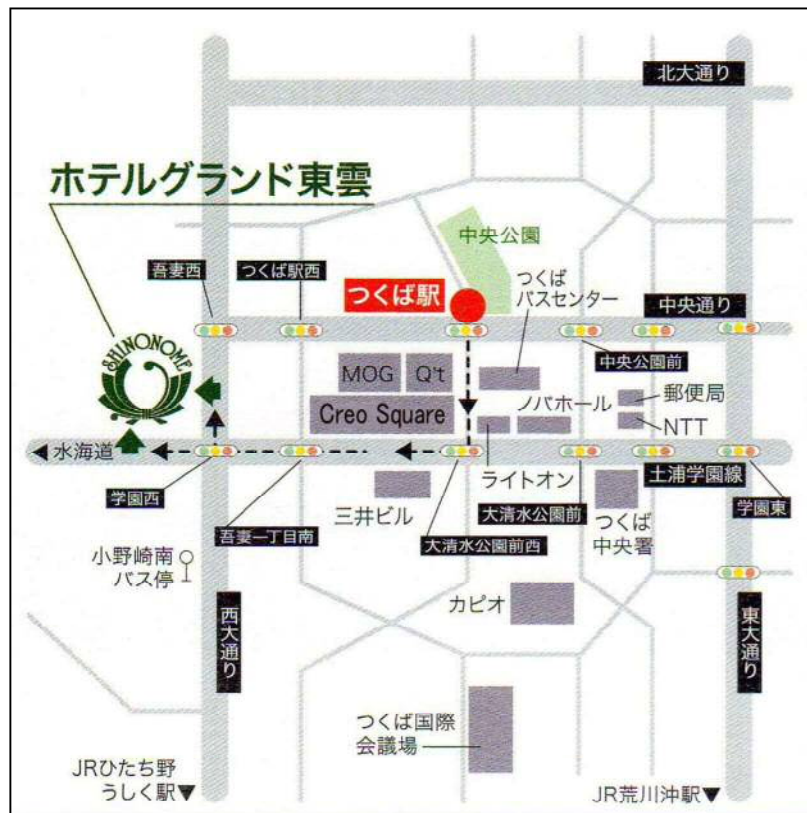 北大通り
ホテルグランド東雲
中央公園
吾妻西
つくば駅西
つくば駅
つくば
バスセンター
中央通り
SHINONOME
中央公園前
MOG
Q't
郵便局
Creo Square
ノバホール
NTT
水海道
ライトオン
土浦学園線
学園西
三井ビル
大清水公園前
つくば
中央署
学園東
吾妻一丁目南
大清水公園前西
小野崎南
バス停
カピオ
西大通り
東大通り
つくば国際
会議場
JRひたち野
うしく駅▼
JR荒川沖駅▼